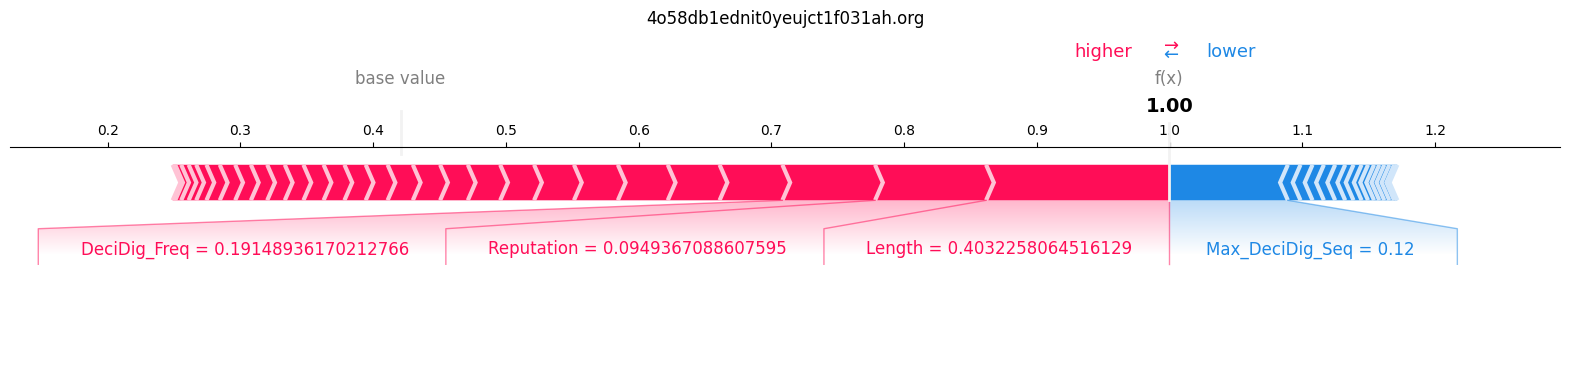 4o58db1ednit0yeujct1f031ah.org
higher ⇄ lower
base value f(x)
1.00
0.2 0.3 0.4 0.5 0.6 0.7 0.8 0.9 1.0 1.1 1.2
DeciDig_Freq = 0.19148936170212766 Reputation = 0.0949367088607595 Length = 0.4032258064516129 Max_DeciDig_Seq = 0.12